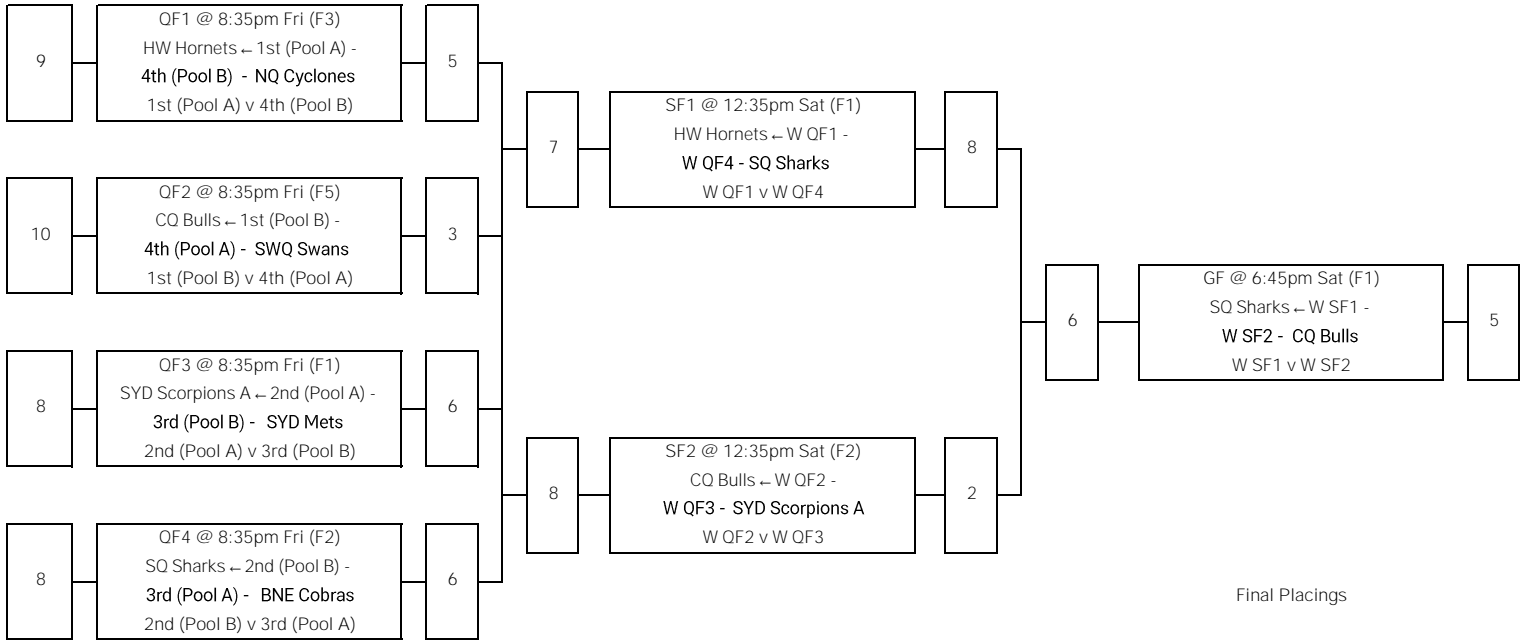 QF1 @ 8:35pm Fri (F3)
HW Hornets←1st (Pool A) -
9
4th (Pool B) - NQ Cyclones
5
1st (Pool A) v 4th (Pool B)
QF2 @ 8:35pm Fri (F5)
CQ Bulls←1st (Pool B) -
10
4th (Pool A) - SWQ Swans
3
1st (Pool B) v 4th (Pool A)
QF3 @ 8:35pm Fri (F1)
SYD Scorpions A←2nd (Pool A) -
8
3rd (Pool B) - SYD Mets
6
2nd (Pool A) v 3rd (Pool B)
QF4 @ 8:35pm Fri (F2)
SQ Sharks←2nd (Pool B) -
8
3rd (Pool A) - BNE Cobras
6
2nd (Pool B) v 3rd (Pool A)
SF1 @ 12:35pm Sat (F1)
HW Hornets←W QF1 -
7
W QF4 - SQ Sharks
8
W QF1 v W QF4
SF2 @ 12:35pm Sat (F2)
CQ Bulls←W QF2 -
8
W QF3 - SYD Scorpions A
2
W QF2 v W QF3
GF @ 6:45pm Sat (F1)
SQ Sharks←W SF1 -
6
W SF2 - CQ Bulls
5
W SF1 v W SF2
Final Placings